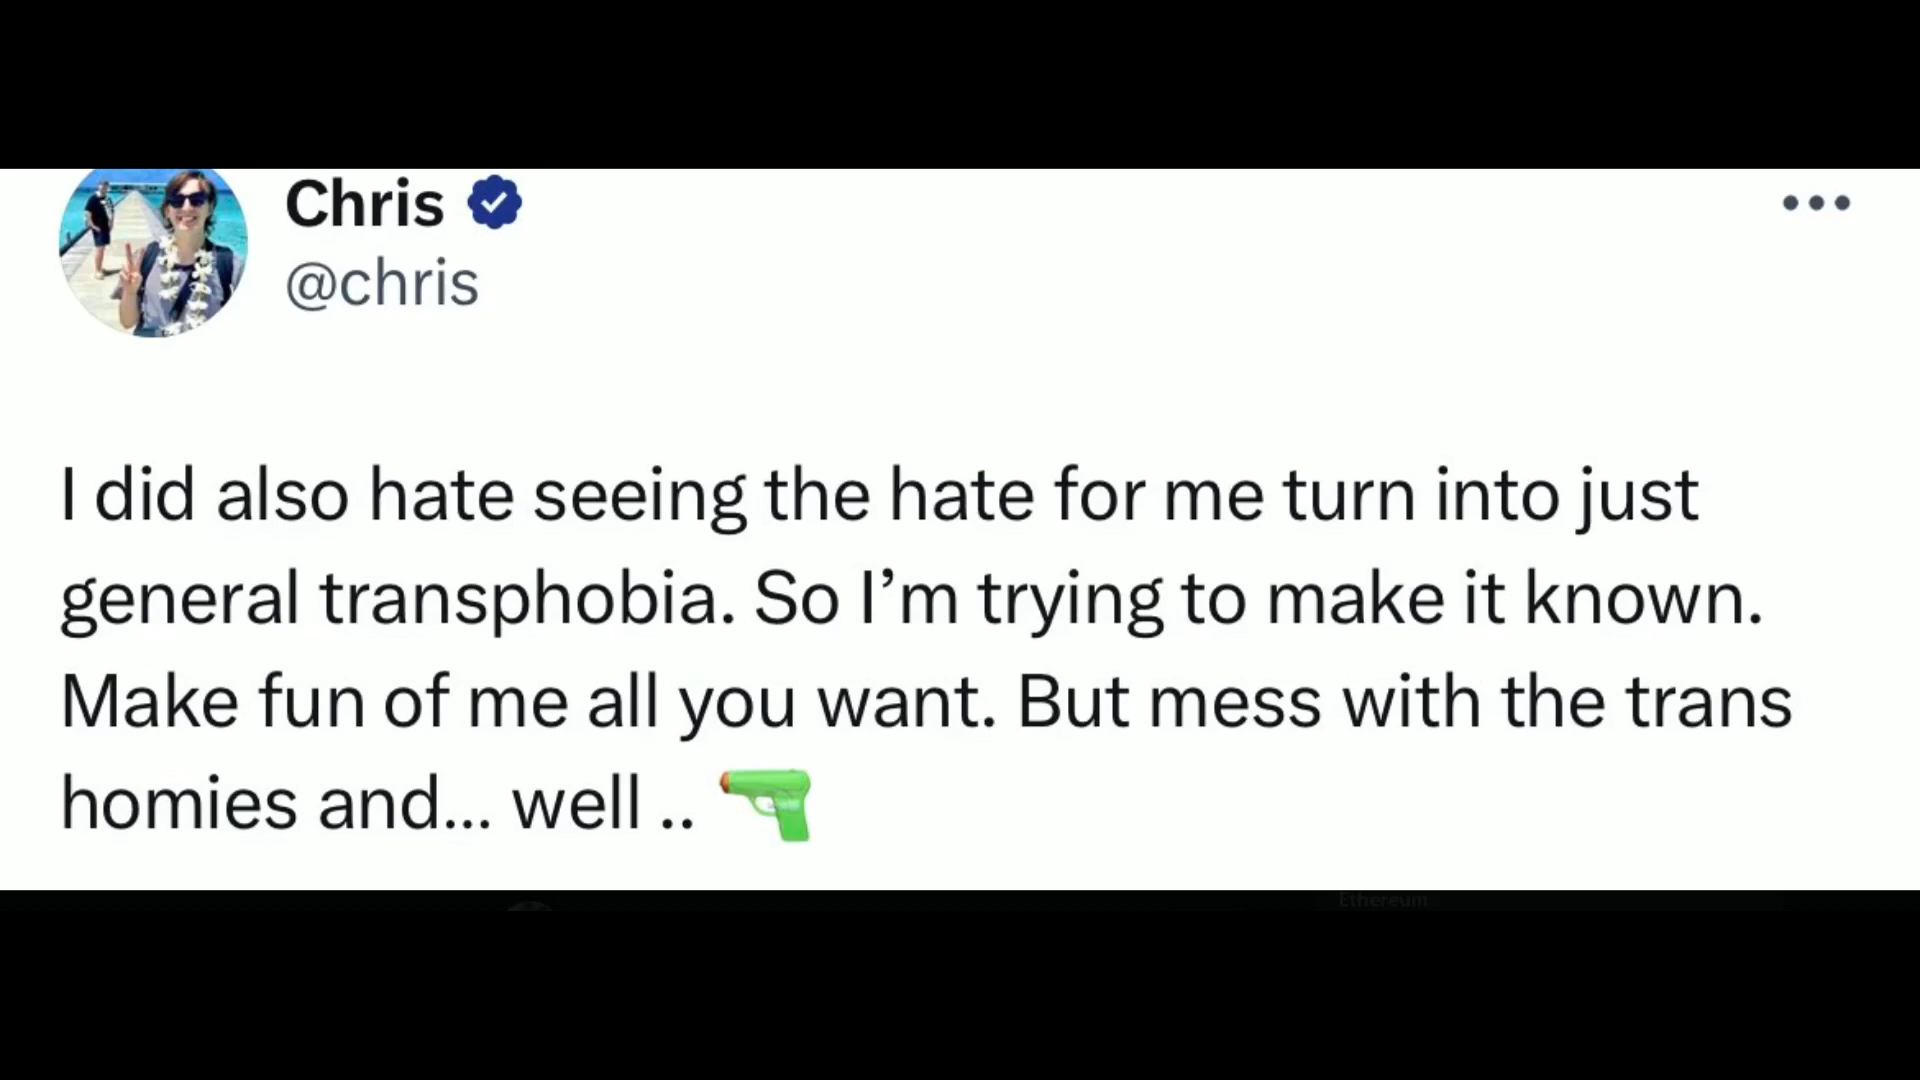 Chris
@chris
I did also hate seeing the hate for me turn into just
general transphobia. So I’m trying to make it known.
Make fun of me all you want. But mess with the trans
homies and... well ..
Ethereum